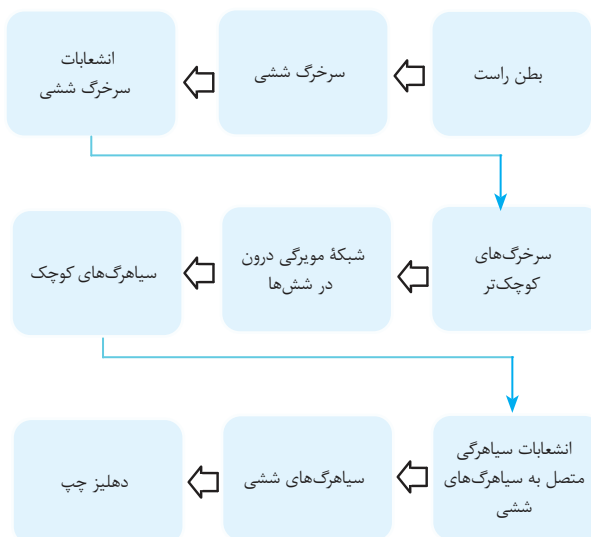 بطن راست
سرخرگ ششی
انشعابات
سرخرگ ششی
سرخرگ‌های
کوچک‌تر
شبکهٔ مویرگی درون
در شش‌ها
سیاهرگ‌های کوچک
انشعابات سیاهرگی
متصل به سیاهرگ‌های
ششی
سیاهرگ‌های ششی
دهلیز چپ